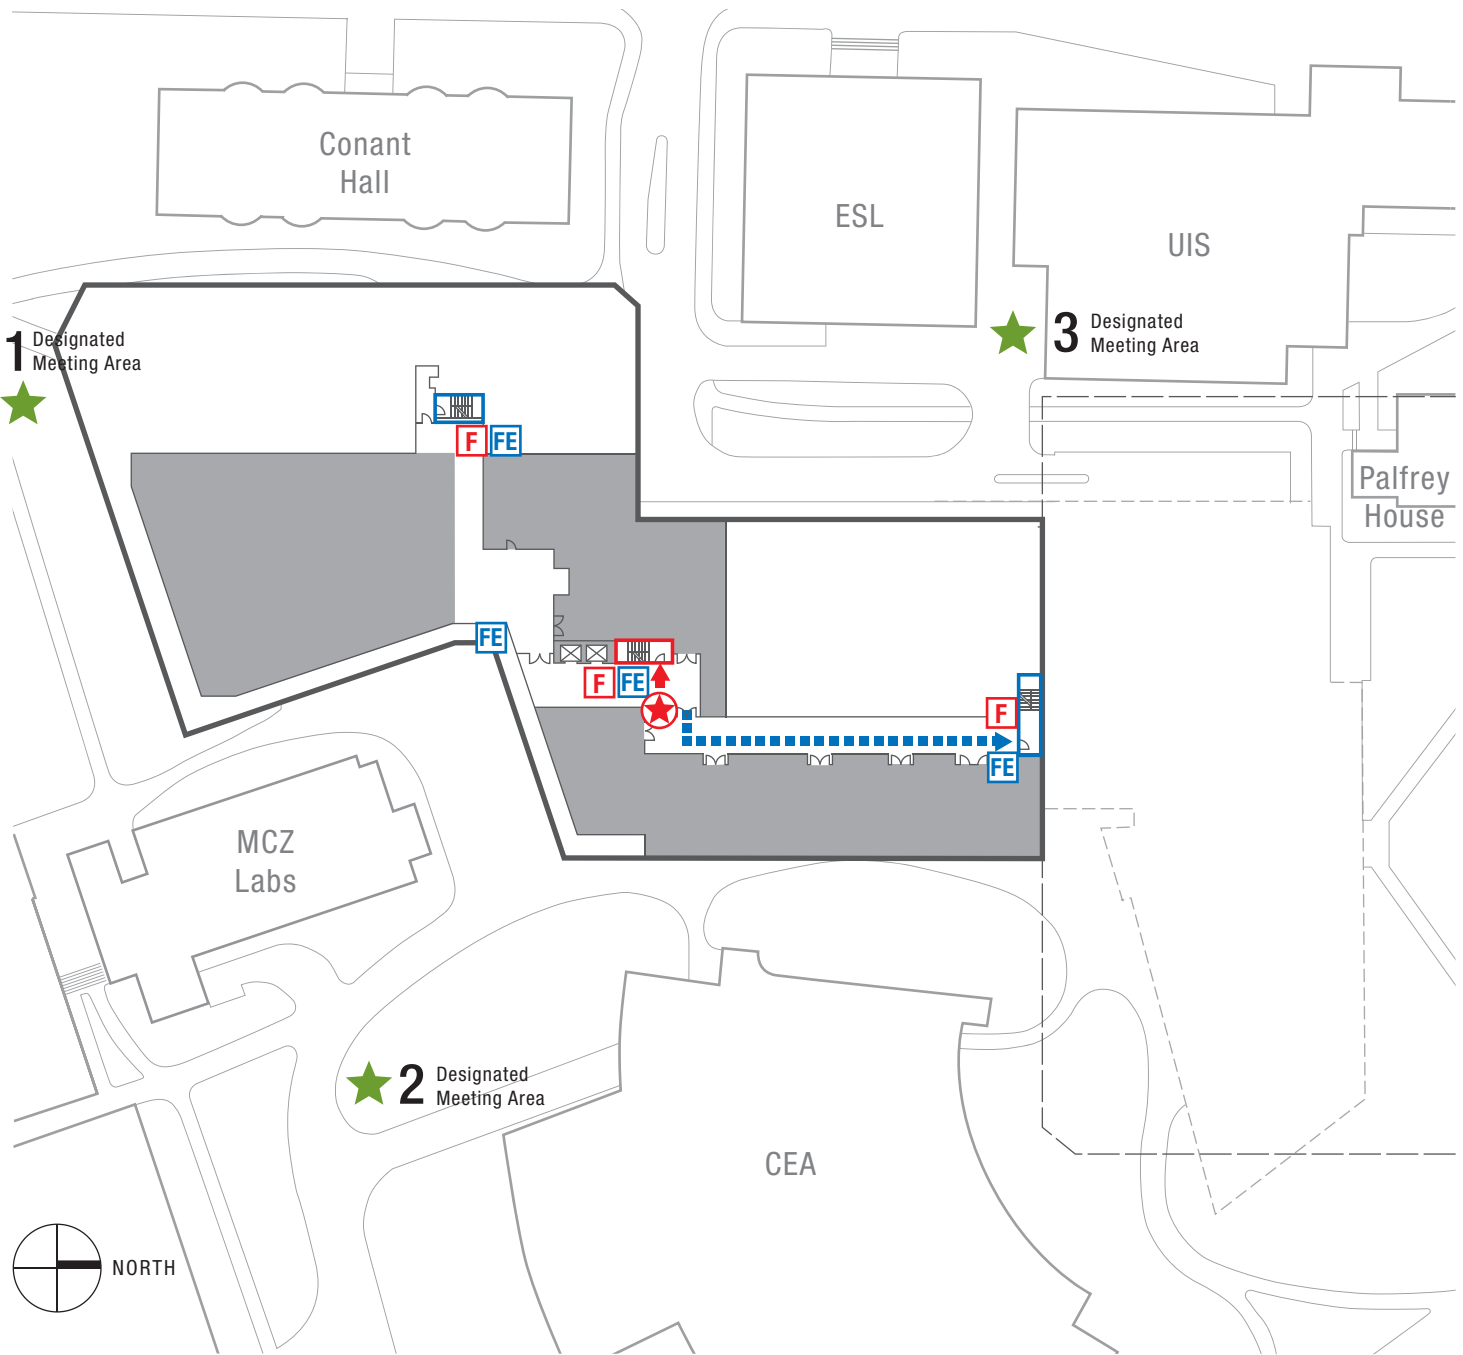 Conant
Hall
ESL
UIS
1 Designated
Meeting Area
3 Designated
Meeting Area
F FE
Palfrey
House
FE
F FE
F
FE
MCZ
Labs
2 Designated
Meeting Area
CEA
NORTH